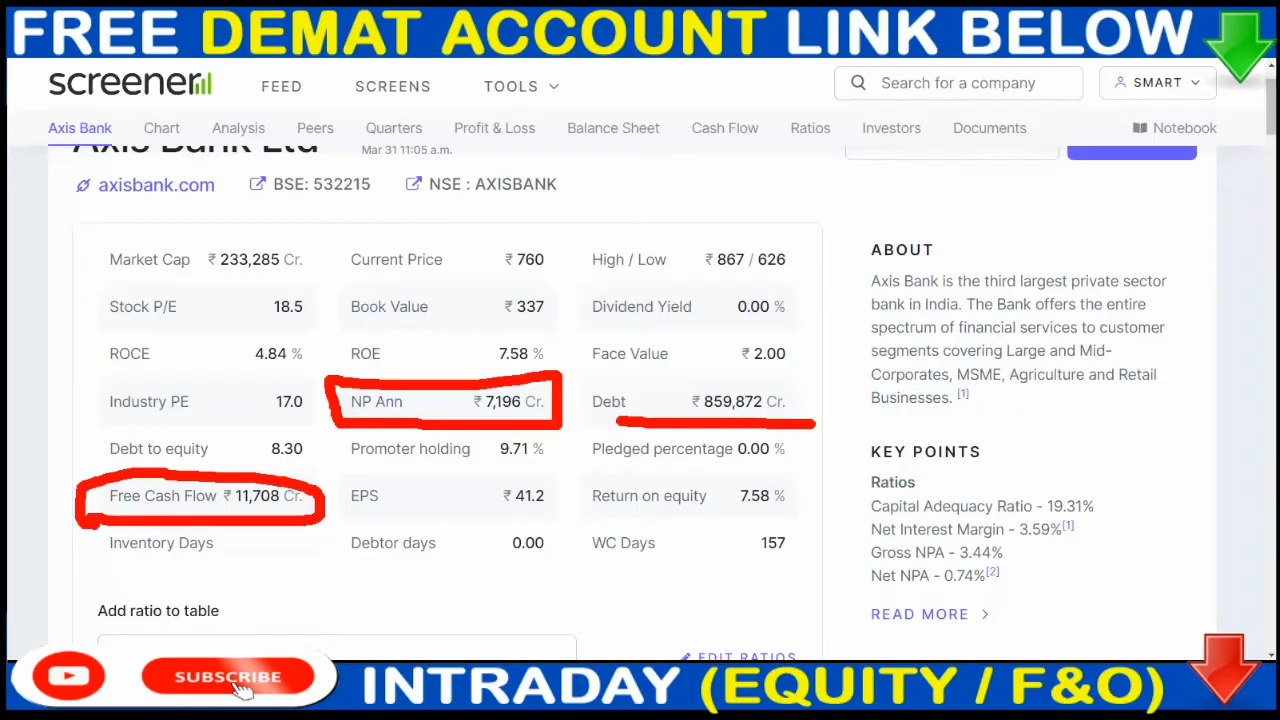 FREE DEMAT ACCOUNT LINK BELOW
screener
FEED
SCREENS
TOOLS
Search for a company
SMART
Axis Bank
Chart
Analysis
Peers
Quarters
Profit & Loss
Balance Sheet
Cash Flow
Ratios
Investors
Documents
Notebook
Axis Bank Ltd
Mar 31 11:05 a.m.
axisbank.com
BSE: 532215
NSE : AXISBANK
Market Cap ₹ 233,285 Cr.
Current Price ₹ 760
High / Low ₹ 867 / 626
Stock P/E 18.5
Book Value ₹ 337
Dividend Yield 0.00 %
ROCE 4.84 %
ROE 7.58 %
Face Value ₹ 2.00
Industry PE 17.0
NP Ann ₹ 7,196 Cr.
Debt ₹ 859,872 Cr.
Debt to equity 8.30
Promoter holding 9.71 %
Pledged percentage 0.00 %
Free Cash Flow ₹ 11,708 Cr.
EPS ₹ 41.2
Return on equity 7.58 %
Inventory Days
Debtor days 0.00
WC Days 157
Add ratio to table
EDIT RATIOS
ABOUT
Axis Bank is the third largest private sector
bank in India. The Bank offers the entire
spectrum of financial services to customer
segments covering Large and Mid-
Corporates, MSME, Agriculture and Retail
Businesses. [1]
KEY POINTS
Ratios
Capital Adequacy Ratio - 19.31%
Net Interest Margin - 3.59%[1]
Gross NPA - 3.44%
Net NPA - 0.74%[2]
READ MORE
SUBSCRIBE
INTRADAY (EQUITY / F&O)